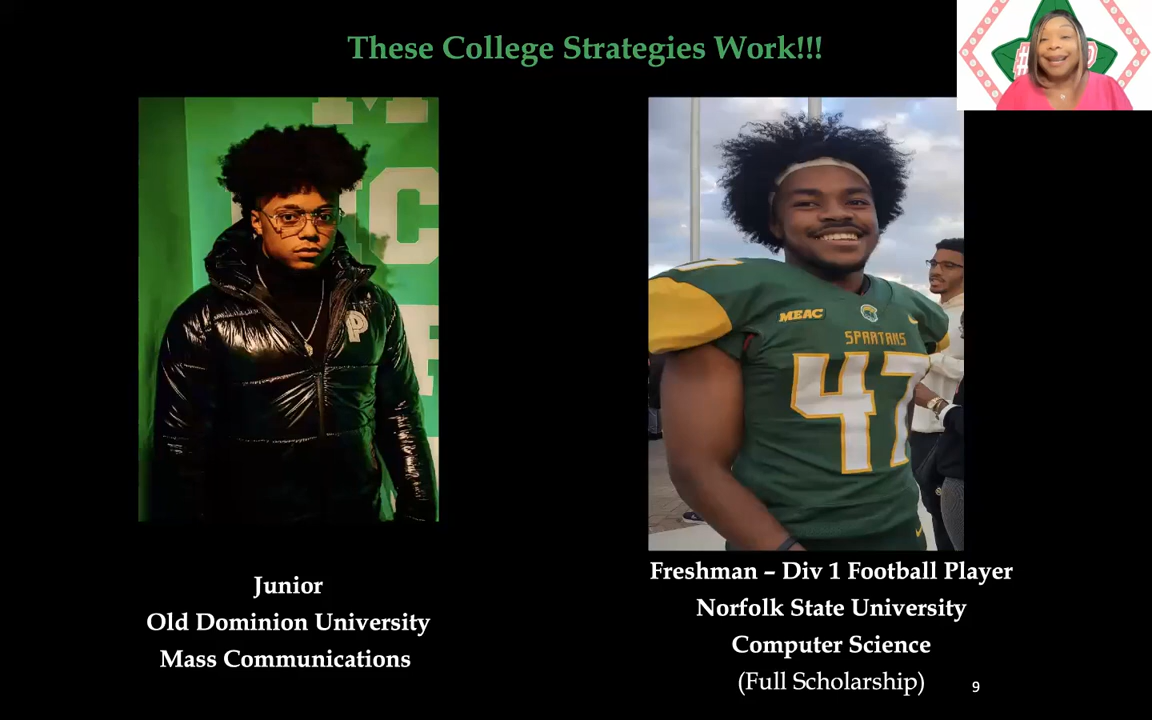 These College Strategies Work!!!
MEAC
SPARTANS
47
P
Junior
Old Dominion University
Mass Communications
Freshman – Div 1 Football Player
Norfolk State University
Computer Science
(Full Scholarship)
9